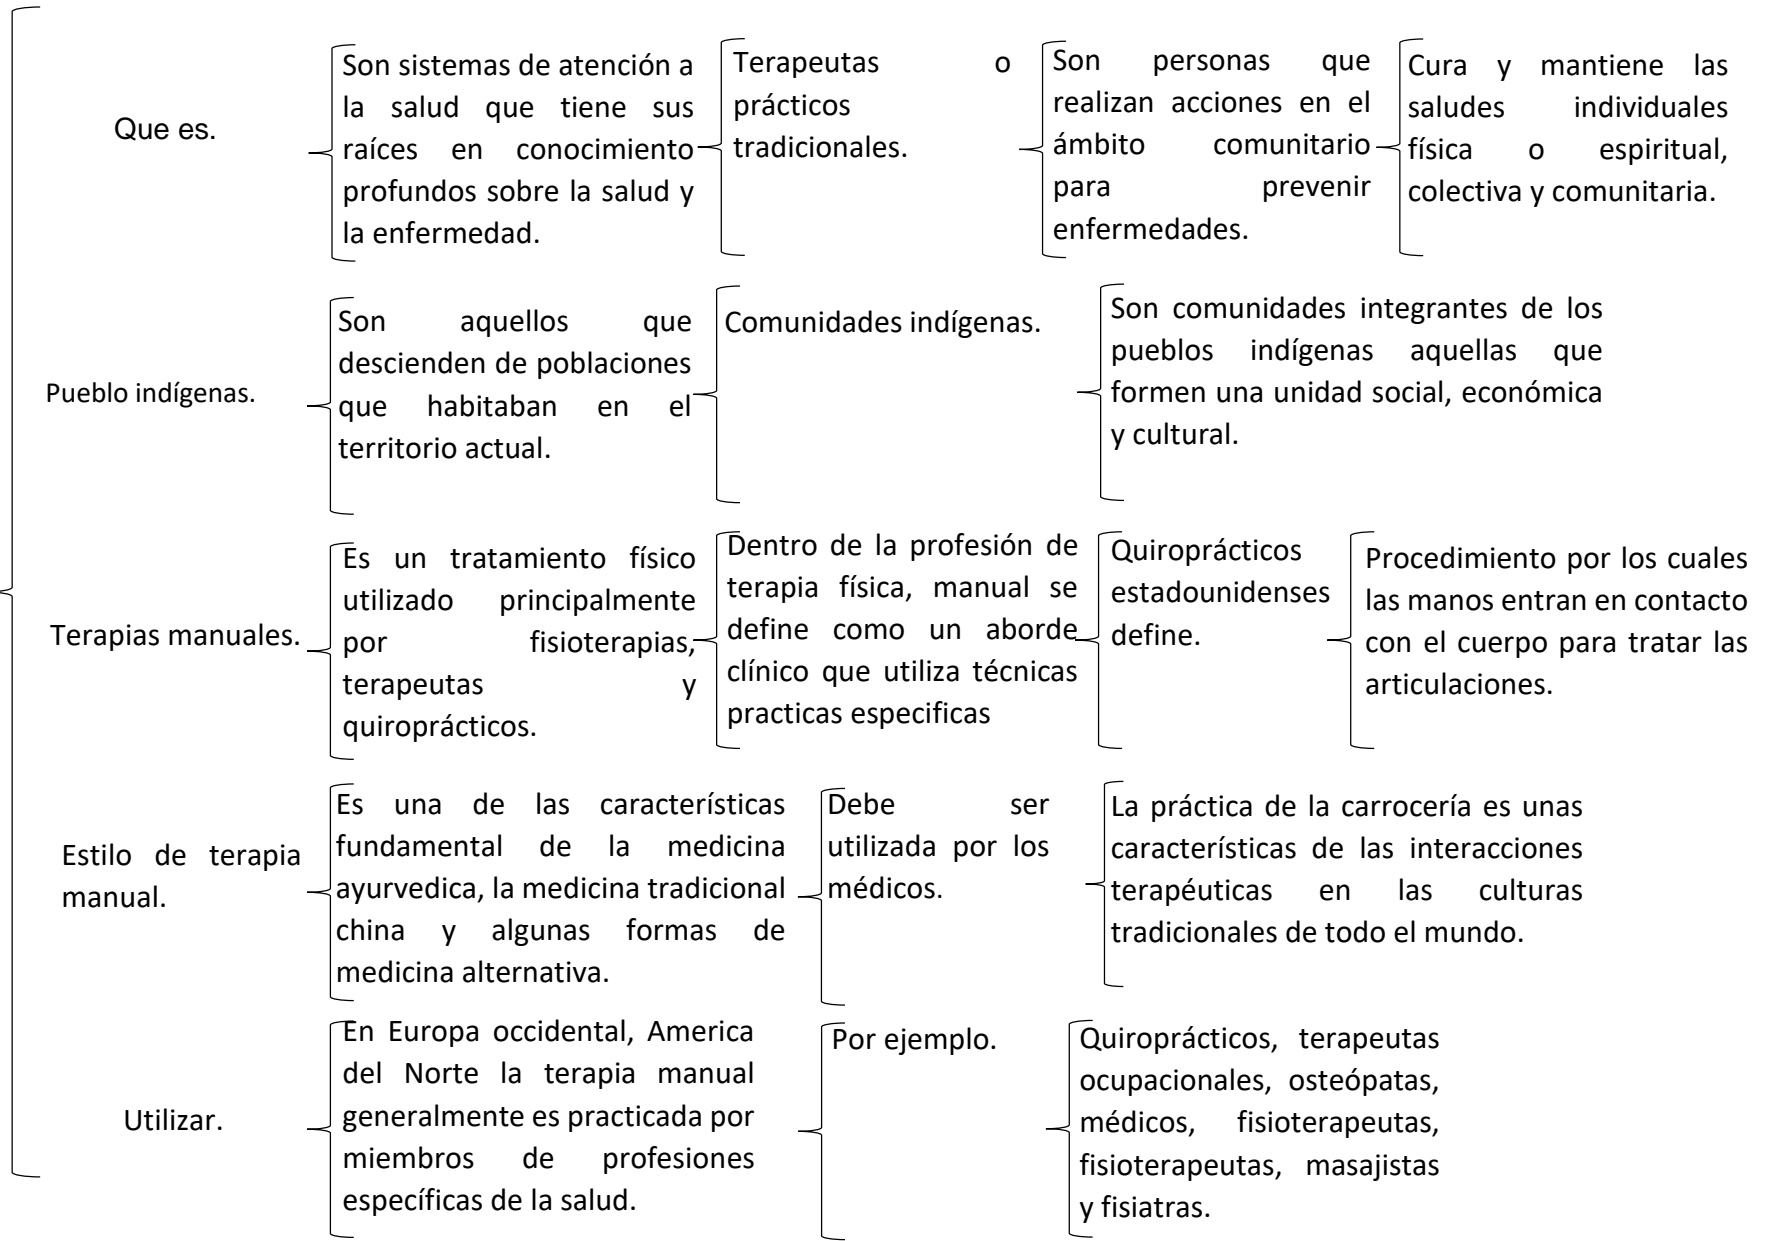 Que es.
Son sistemas de atención a
la salud que tiene sus
raíces en conocimiento
profundos sobre la salud y
la enfermedad.
Terapeutas o
prácticos
tradicionales.
Son personas que
realizan acciones en el
ámbito comunitario
para prevenir
enfermedades.
Cura y mantiene las
saludes individuales
física o espiritual,
colectiva y comunitaria.
Pueblo indígenas.
Son aquellos que
descienden de poblaciones
que habitaban en el
territorio actual.
Comunidades indígenas.
Son comunidades integrantes de los
pueblos indígenas aquellas que
formen una unidad social, económica
y cultural.
Terapias manuales.
Es un tratamiento físico
utilizado principalmente
por fisioterapias,
terapeutas y
quiroprácticos.
Dentro de la profesión de
terapia física, manual se
define como un aborde
clínico que utiliza técnicas
practicas especificas
Quiroprácticos
estadounidenses
define.
Procedimiento por los cuales
las manos entran en contacto
con el cuerpo para tratar las
articulaciones.
Estilo de terapia
manual.
Es una de las características
fundamental de la medicina
ayurvedica, la medicina tradicional
china y algunas formas de
medicina alternativa.
Debe ser
utilizada por los
médicos.
La práctica de la carrocería es unas
características de las interacciones
terapéuticas en las culturas
tradicionales de todo el mundo.
Utilizar.
En Europa occidental, America
del Norte la terapia manual
generalmente es practicada por
miembros de profesiones
específicas de la salud.
Por ejemplo.
Quiroprácticos, terapeutas
ocupacionales, osteópatas,
médicos, fisioterapeutas,
fisioterapeutas, masajistas
y fisiatras.